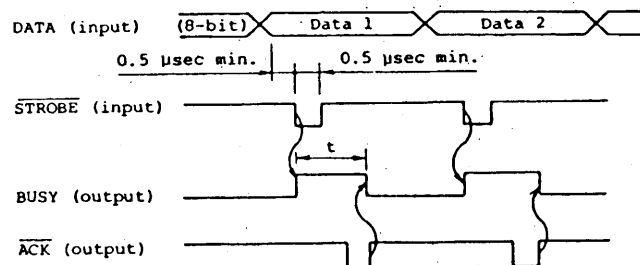 DATA (input) (8-bit) Data 1 Data 2
0.5 μsec min. 0.5 μsec min.
STROBE (input)
t
BUSY (output)
ACK (output)